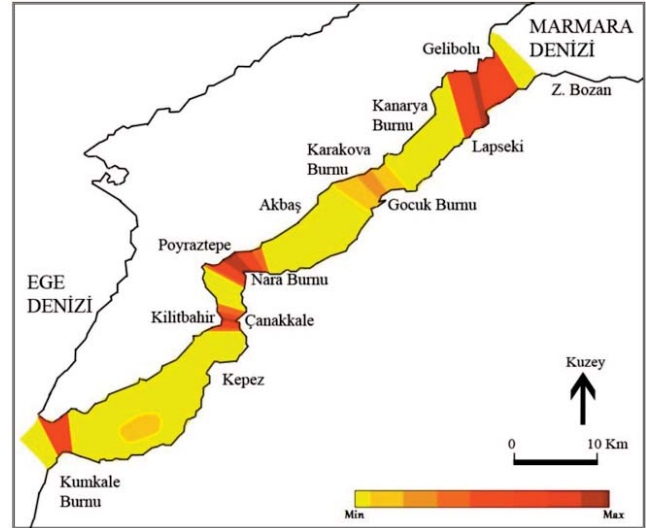 MARMARA
DENİZİ
Gelibolu
Z. Bozan
Kanarya
Burnu
Lapseki
Karakova
Burnu
Akbaş
Gocuk Burnu
Poyraztepe
Nara Burnu
EGE
DENİZİ
Kilitbahir
Çanakkale
Kepez
Kuzey
0
10 Km
Kumkale
Burnu
Min
Max